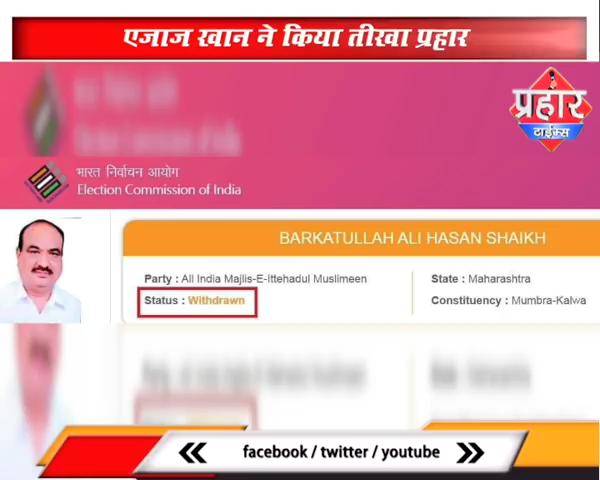 एजाज खान ने किया तीखा प्रहार
प्रहार
टाईम्स
भारत निर्वाचन आयोग
Election Commission of India
BARKATULLAH ALI HASAN SHAIKH
Party : All India Majlis-E-Ittehadul Muslimeen
State : Maharashtra
Status : Withdrawn
Constituency : Mumbra-Kalwa
facebook / twitter / youtube